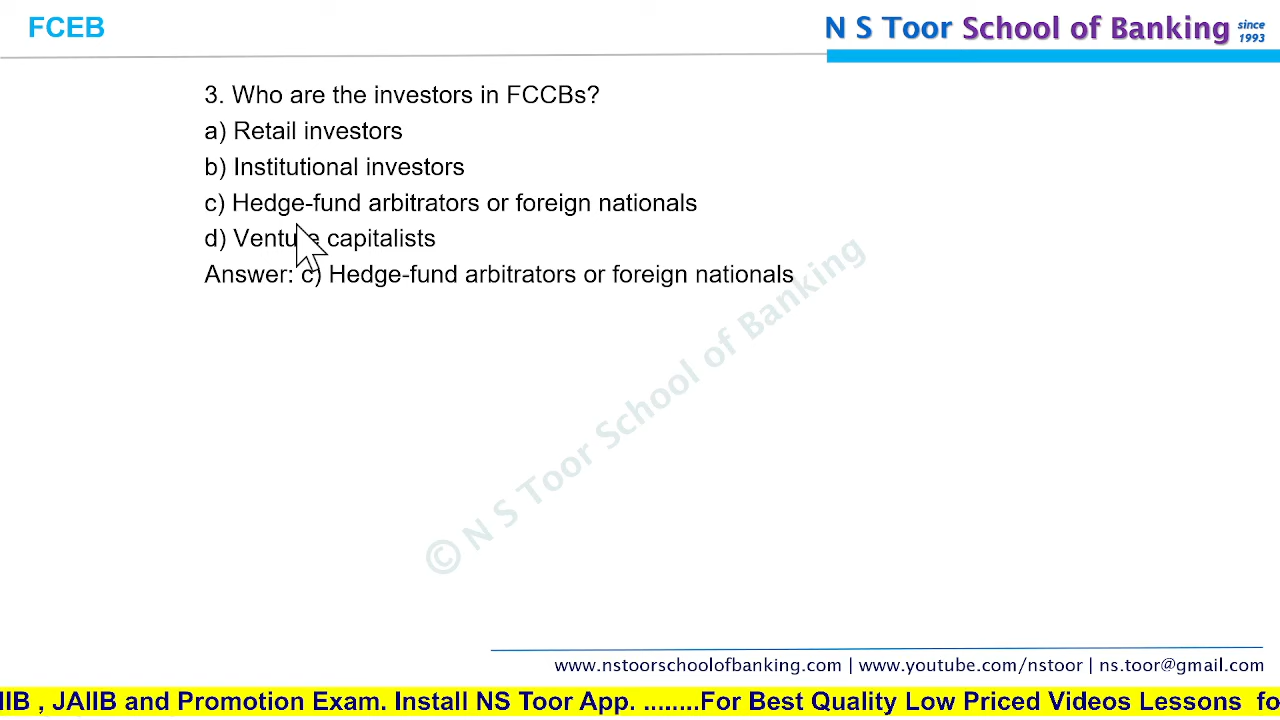 FCEB
N S Toor School of Banking since 1993
3. Who are the investors in FCCBs?
a) Retail investors
b) Institutional investors
c) Hedge-fund arbitrators or foreign nationals
d) Venture capitalists
Answer: c) Hedge-fund arbitrators or foreign nationals
© N S Toor School of Banking
www.nstoorschoolofbanking.com | www.youtube.com/nstoor | ns.toor@gmail.com
IIB , JAIIB and Promotion Exam. Install NS Toor App. ........For Best Quality Low Priced Videos Lessons fo